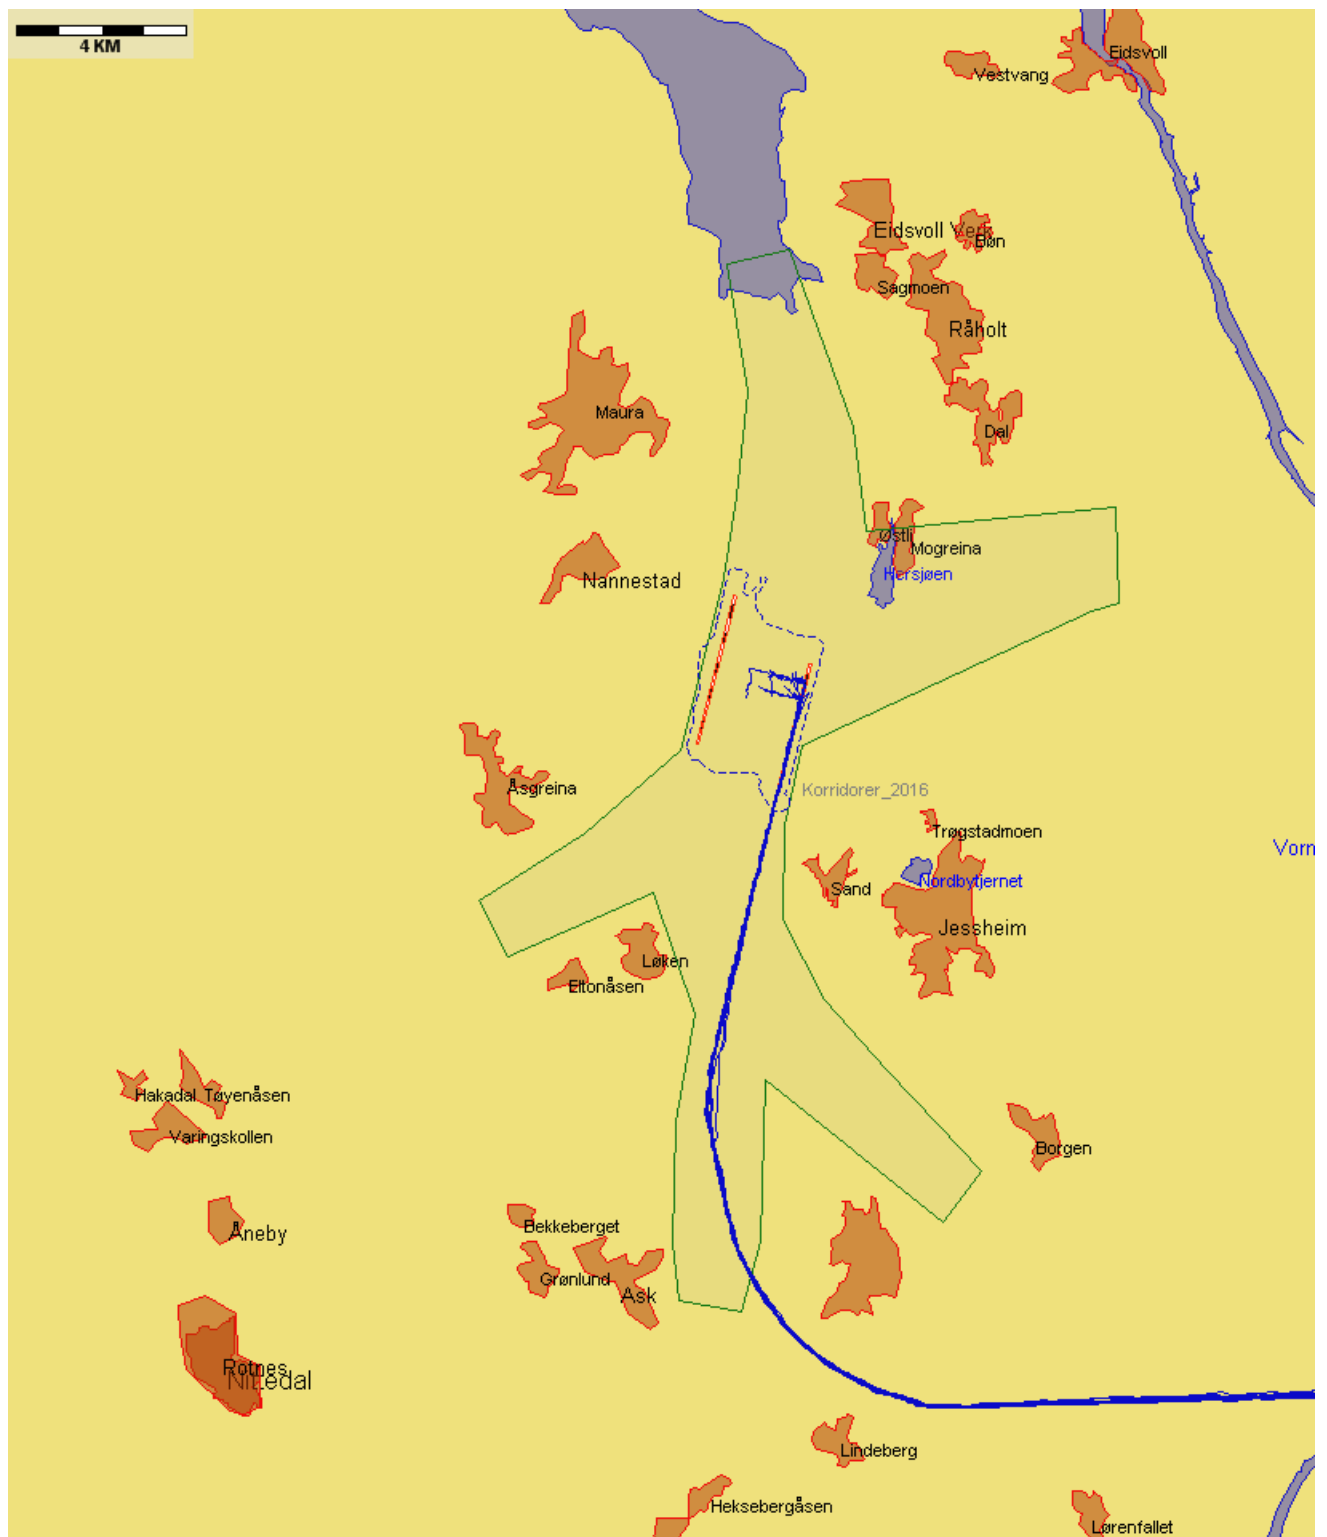 4 KM
Eidsvoll
Vestvang
Eidsvoll Verk
Bøn
Sagmoen
Råholt
Maura
Dal
Østli
Mogreina
Hersjøen
Nannestad
Åsgreina
Korridorer_2016
Trøgstadmoen
Vorm
Sand
Nordbytjernet
Jessheim
Løken
Eltonåsen
Hakadal Tøyenåsen
Varingskollen
Borgen
Bekkeberget
Åneby
Grønlund
Ask
Rotnes
Nittedal
Lindeberg
Heksebergåsen
Lørenfallet